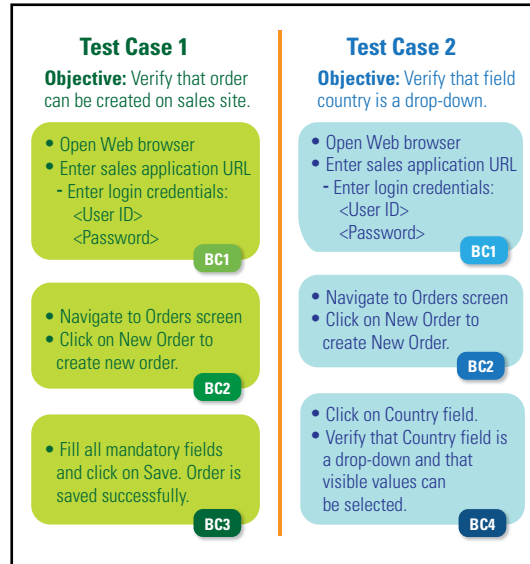 Test Case 1
Objective: Verify that order
can be created on sales site.
• Open Web browser
• Enter sales application URL
- Enter login credentials:
<User ID>
<Password>
BC1
• Navigate to Orders screen
• Click on New Order to
create new order.
BC2
• Fill all mandatory fields
and click on Save. Order is
saved successfully.
BC3
Test Case 2
Objective: Verify that field
country is a drop-down.
• Open Web browser
• Enter sales application URL
- Enter login credentials:
<User ID>
<Password>
BC1
• Navigate to Orders screen
• Click on New Order to
create New Order.
BC2
• Click on Country field.
• Verify that Country field is
a drop-down and that
visible values can
be selected.
BC4